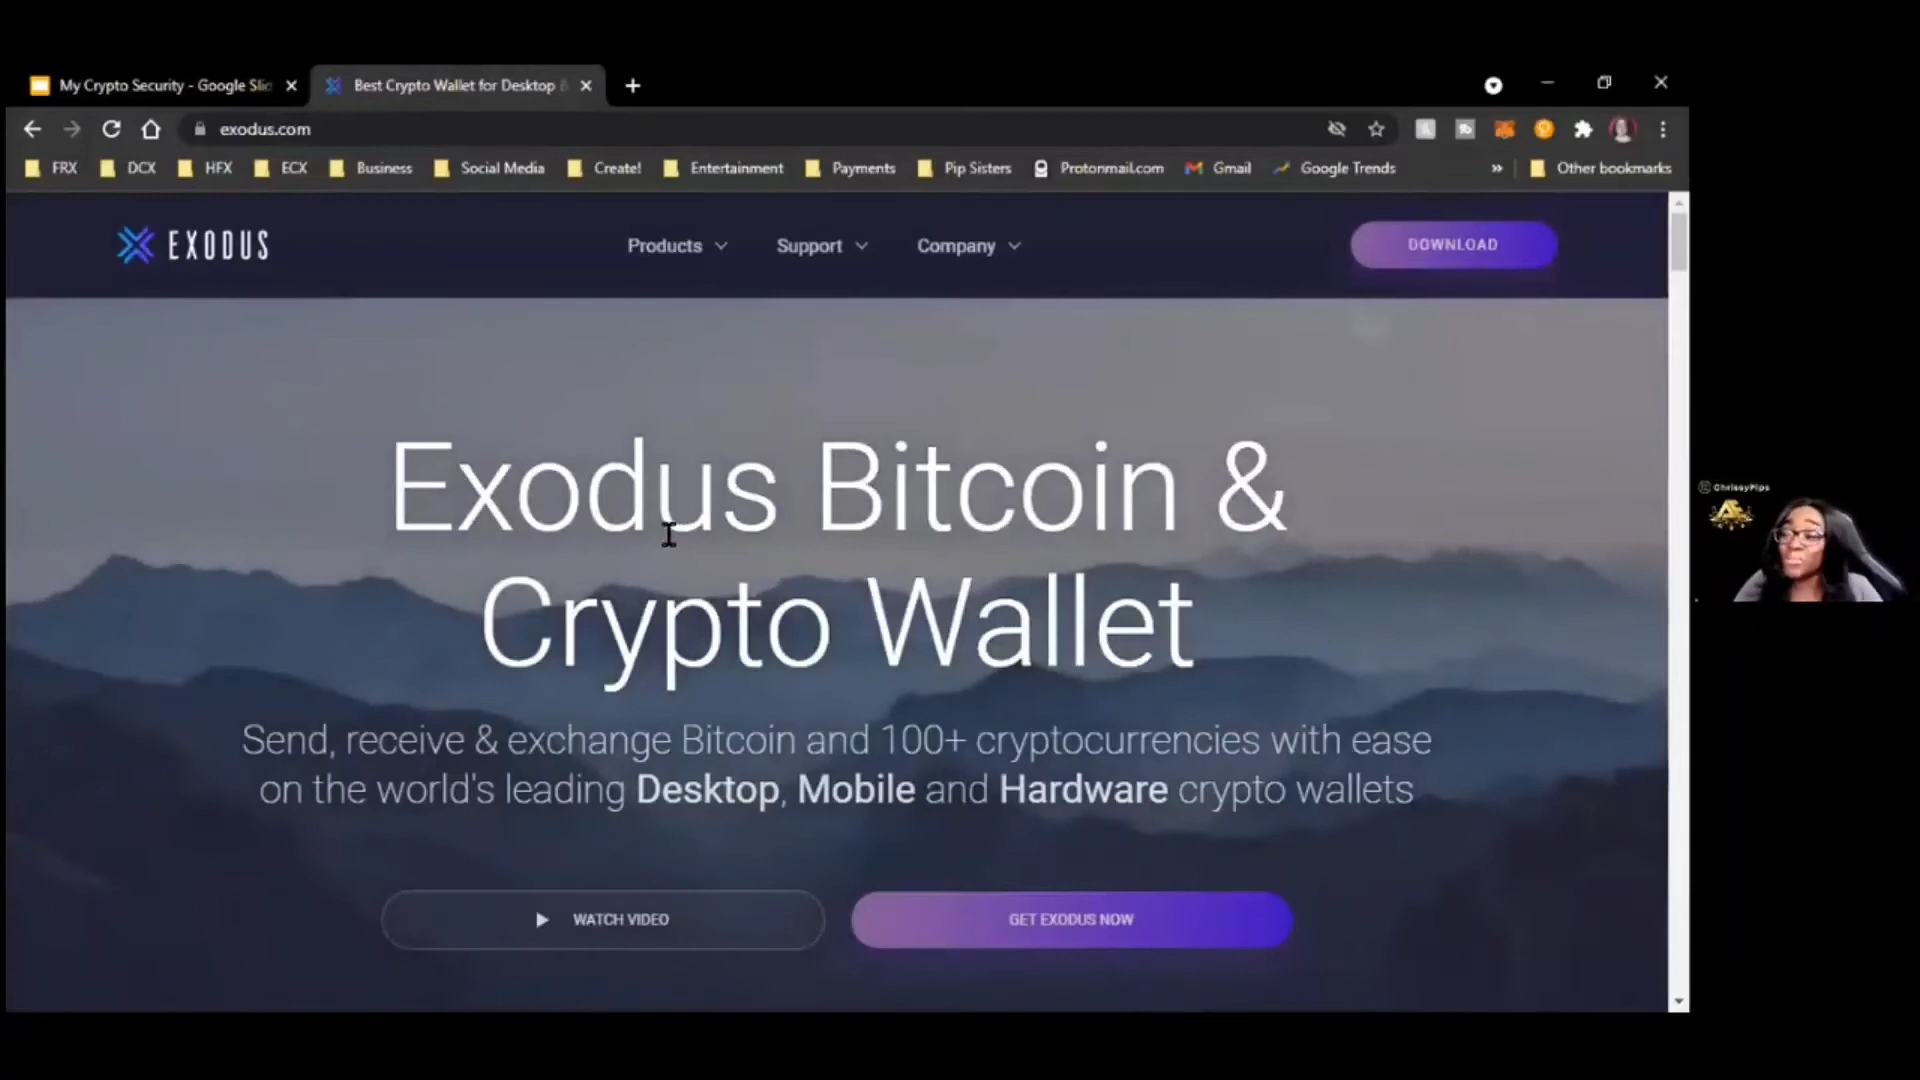 My Crypto Security - Google Slid
Best Crypto Wallet for Desktop &
exodus.com
FRX DCX HFX ECX Business Social Media Create! Entertainment Payments Pip Sisters Protonmail.com Gmail Google Trends » Other bookmarks
EXODUS Products Support Company DOWNLOAD
Exodus Bitcoin &
Crypto Wallet
ChrissyPips
Send, receive & exchange Bitcoin and 100+ cryptocurrencies with ease
on the world's leading Desktop, Mobile and Hardware crypto wallets
WATCH VIDEO GET EXODUS NOW